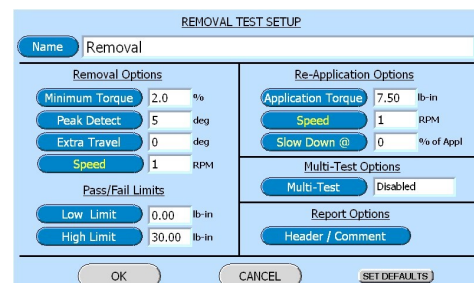 REMOVAL TEST SETUP
Name Removal
Removal Options
Minimum Torque 2.0 %
Peak Detect 5 deg
Extra Travel 0 deg
Speed 1 RPM
Pass/Fail Limits
Low Limit 0.00 lb-in
High Limit 30.00 lb-in
Re-Application Options
Application Torque 7.50 lb-in
Speed 1 RPM
Slow Down @ 0 % of Appl
Multi-Test Options
Multi-Test Disabled
Report Options
Header / Comment
OK CANCEL SET DEFAULTS